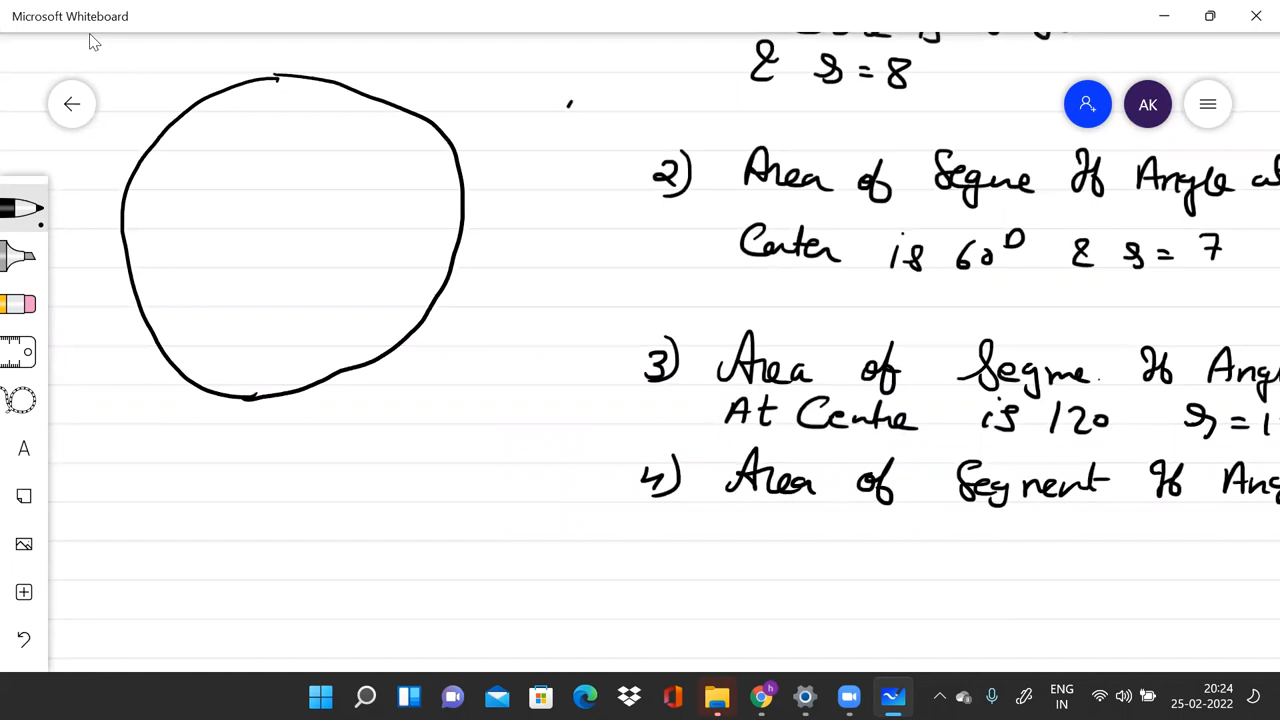 Microsoft Whiteboard
& r = 8
AK
2) Area of Segme If Angle at
Center is 60° & r = 7
3) Area of Segme. If Angl
At Centre is 120 r = 1
4) Area of Segment If Ang
A
ENG
IN
20:24
25-02-2022